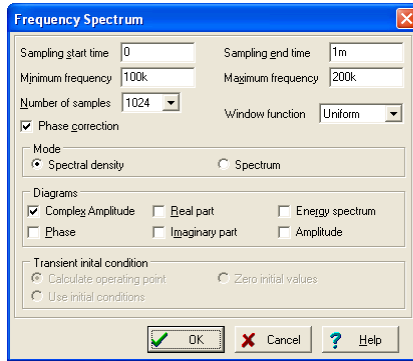 Frequency Spectrum
Sampling start time 0 Sampling end time 1m
Minimum frequency 100k Maximum frequency 200k
Number of samples 1024
Window function Uniform
Phase correction
Mode
Spectral density Spectrum
Diagrams
Complex Amplitude Real part Energy spectrum
Phase Imaginary part Amplitude
Transient inital condition
Calculate operating point Zero initial values
Use initial conditions
OK Cancel ? Help